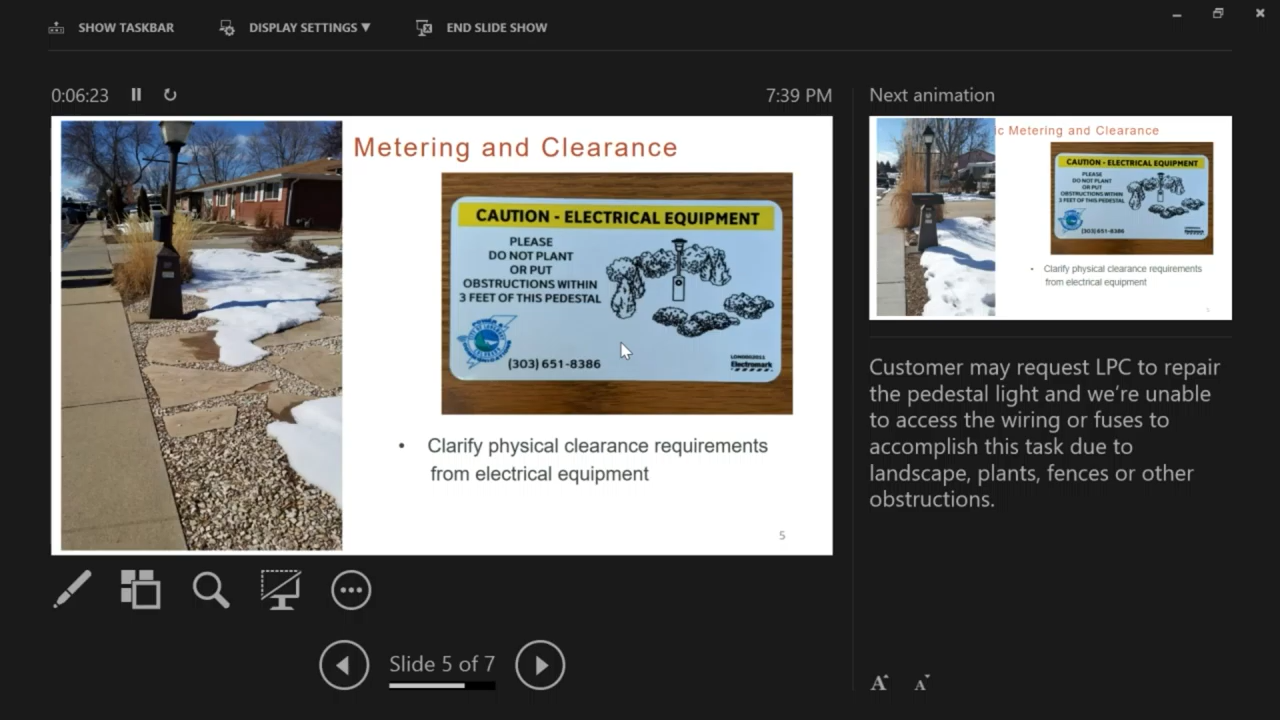 SHOW TASKBAR
DISPLAY SETTINGS ▼
END SLIDE SHOW
0:06:23
7:39 PM
Metering and Clearance
CAUTION - ELECTRICAL EQUIPMENT
PLEASE
DO NOT PLANT
OR PUT
OBSTRUCTIONS WITHIN
3 FEET OF THIS PEDESTAL
(303) 651-8386
Electromark
• Clarify physical clearance requirements
from electrical equipment
5
Slide 5 of 7
Next animation
ic Metering and Clearance
CAUTION - ELECTRICAL EQUIPMENT
PLEASE
DO NOT PLANT
OR PUT
OBSTRUCTIONS WITHIN
3 FEET OF THIS PEDESTAL
(303) 651-8386
• Clarify physical clearance requirements
from electrical equipment
Customer may request LPC to repair
the pedestal light and we’re unable
to access the wiring or fuses to
accomplish this task due to
landscape, plants, fences or other
obstructions.
A A